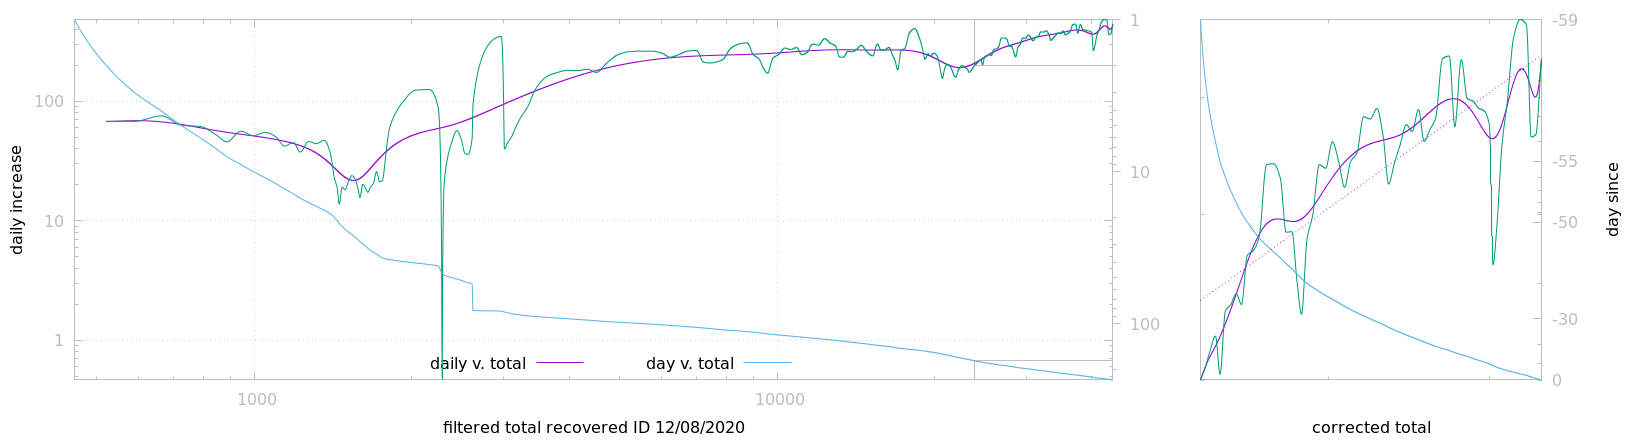 daily increase
100
10
1
1000
10000
1
10
100
daily v. total
day v. total
filtered total recovered ID 12/08/2020
-59
-55
-50
-30
0
day since
corrected total